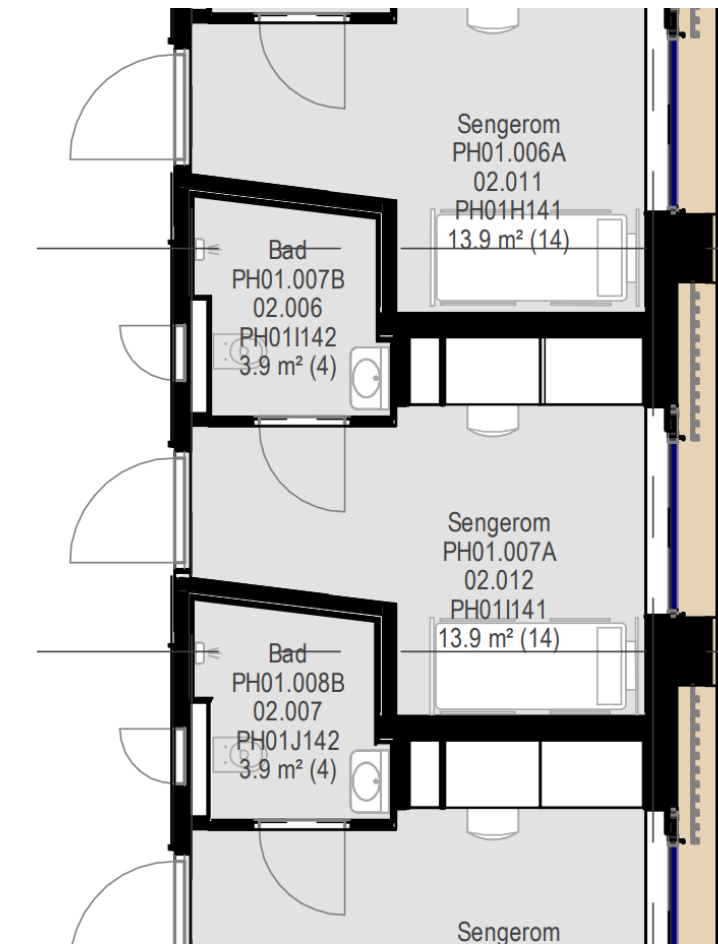 Sengerom
PH01.006A
02.011
PH01H141
13.9 m² (14)
Bad
PH01.007B
02.006
PH01I142
3.9 m² (4)
Sengerom
PH01.007A
02.012
PH01I141
13.9 m² (14)
Bad
PH01.008B
02.007
PH01J142
3.9 m² (4)
Sengerom